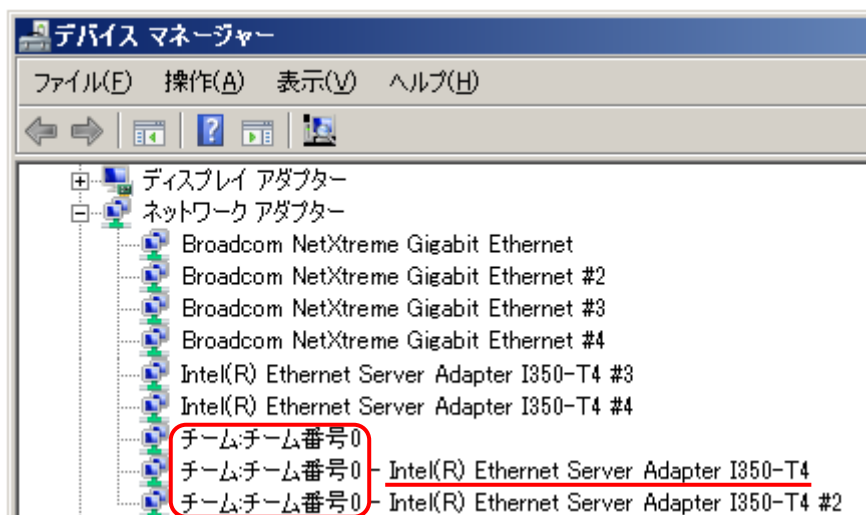 デバイス マネージャー
ファイル(F) 操作(A) 表示(V) ヘルプ(H)
ディスプレイ アダプター
ネットワーク アダプター
Broadcom NetXtreme Gigabit Ethernet
Broadcom NetXtreme Gigabit Ethernet #2
Broadcom NetXtreme Gigabit Ethernet #3
Broadcom NetXtreme Gigabit Ethernet #4
Intel(R) Ethernet Server Adapter I350-T4 #3
Intel(R) Ethernet Server Adapter I350-T4 #4
チーム:チーム番号0
チーム:チーム番号0 - Intel(R) Ethernet Server Adapter I350-T4
チーム:チーム番号0 - Intel(R) Ethernet Server Adapter I350-T4 #2